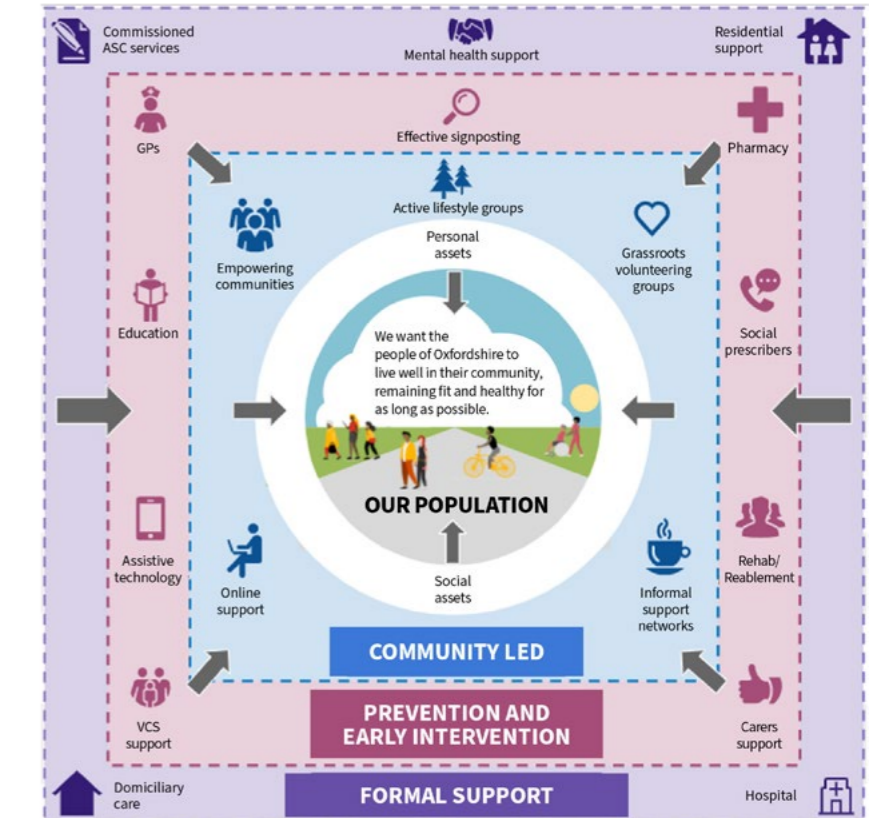 Commissioned
ASC services
Mental health support
Residential
support
GPs
Effective signposting
Pharmacy
Active lifestyle groups
Empowering
communities
Personal
assets
Grassroots
volunteering
groups
Education
Social
prescribers
We want the
people of Oxfordshire to
live well in their community,
remaining fit and healthy for
as long as possible.
OUR POPULATION
Assistive
technology
Online
support
Social
assets
Informal
support
networks
Rehab/
Reablement
COMMUNITY LED
VCS
support
PREVENTION AND
EARLY INTERVENTION
Carers
support
Domiciliary
care
FORMAL SUPPORT
Hospital